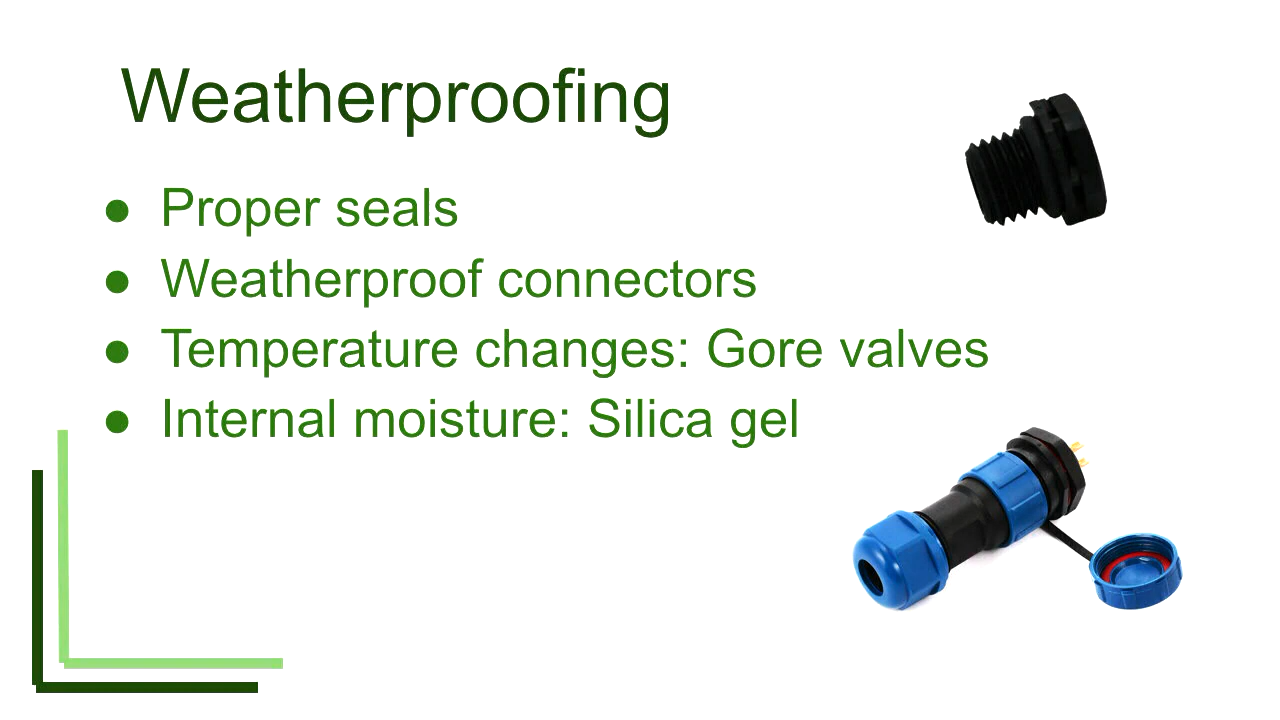 Weatherproofing
● Proper seals
● Weatherproof connectors
● Temperature changes: Gore valves
● Internal moisture: Silica gel